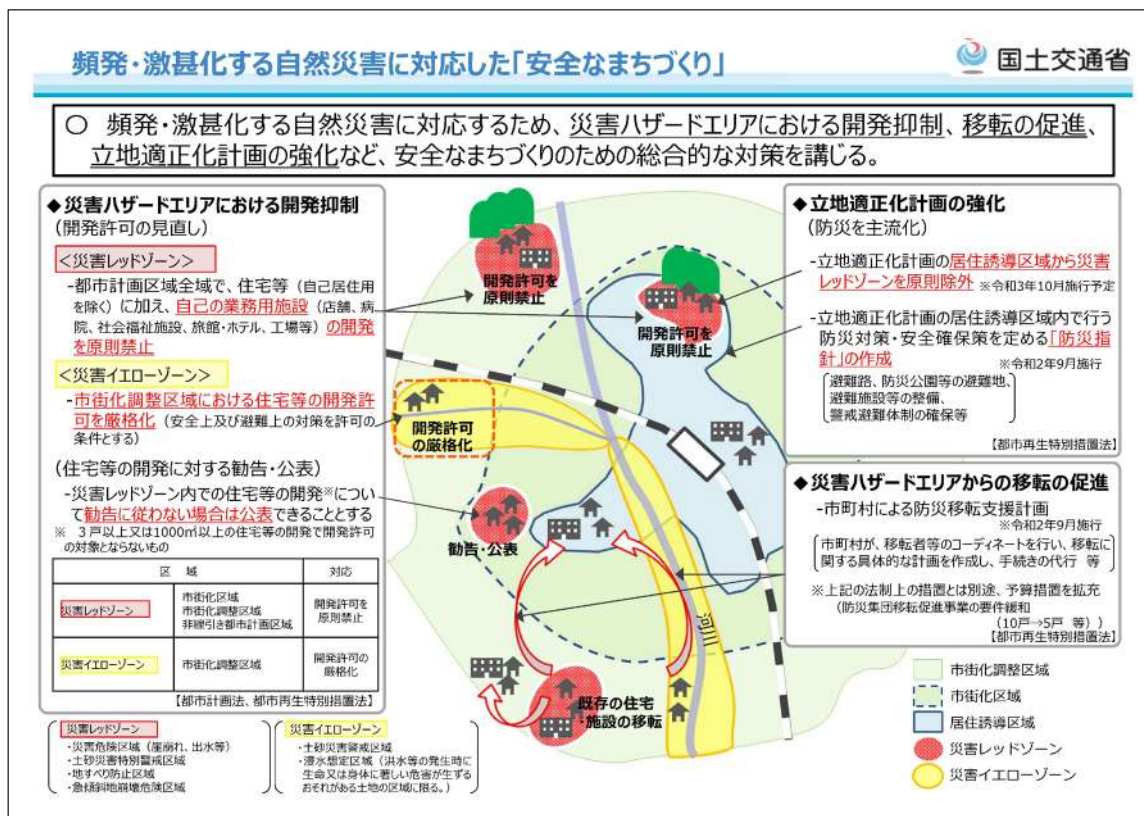 頻発・激甚化する自然災害に対応した「安全なまちづくり」
国土交通省
〇 頻発・激甚化する自然災害に対応するため、災害ハザードエリアにおける開発抑制、移転の促進、
立地適正化計画の強化など、安全なまちづくりのための総合的な対策を講じる。
◆災害ハザードエリアにおける開発抑制
(開発許可の見直し)
<災害レッドゾーン>
-都市計画区域全域で、住宅等(自己居住用
を除く)に加え、自己の業務用施設(店舗、病
院、社会福祉施設、旅館・ホテル、工場等)の開発
を原則禁止
<災害イエローゾーン>
-市街化調整区域における住宅等の開発許
可を厳格化(安全上及び避難上の対策を許可の
条件とする)
(住宅等の開発に対する勧告・公表)
-災害レッドゾーン内での住宅等の開発※につい
て勧告に従わない場合は公表できることとする
※ 3戸以上又は1000㎡以上の住宅等の開発で開発許可
の対象とならないもの
区 域
対応
災害レッドゾーン
市街化区域
市街化調整区域
非線引き都市計画区域
開発許可を
原則禁止
災害イエローゾーン
市街化調整区域
開発許可の
厳格化
【都市計画法、都市再生特別措置法】
災害レッドゾーン
・災害危険区域(崖崩れ、出水等)
・土砂災害特別警戒区域
・地すべり防止区域
・急傾斜地崩壊危険区域
災害イエローゾーン
・土砂災害警戒区域
・浸水想定区域(洪水等の発生時に
生命又は身体に著しい危害が生ずる
おそれがある土地の区域に限る。)
開発許可を
原則禁止
開発許可を
原則禁止
開発許可
の厳格化
勧告・公表
河川
既存の住宅
・施設の移転
◆立地適正化計画の強化
(防災を主流化)
-立地適正化計画の居住誘導区域から災害
レッドゾーンを原則除外 ※令和3年10月施行予定
-立地適正化計画の居住誘導区域内で行う
防災対策・安全確保策を定める「防災指
針」の作成
※令和2年9月施行
避難路、防災公園等の避難地、
避難施設等の整備、
警戒避難体制の確保等
【都市再生特別措置法】
◆災害ハザードエリアからの移転の促進
-市町村による防災移転支援計画
※令和2年9月施行
市町村が、移転者等のコーディネートを行い、移転に
関する具体的な計画を作成し、手続きの代行 等
※上記の法制上の措置とは別途、予算措置を拡充
(防災集団移転促進事業の要件緩和
(10戸→5戸 等))
【都市再生特別措置法】
市街化調整区域
市街化区域
居住誘導区域
災害レッドゾーン
災害イエローゾーン